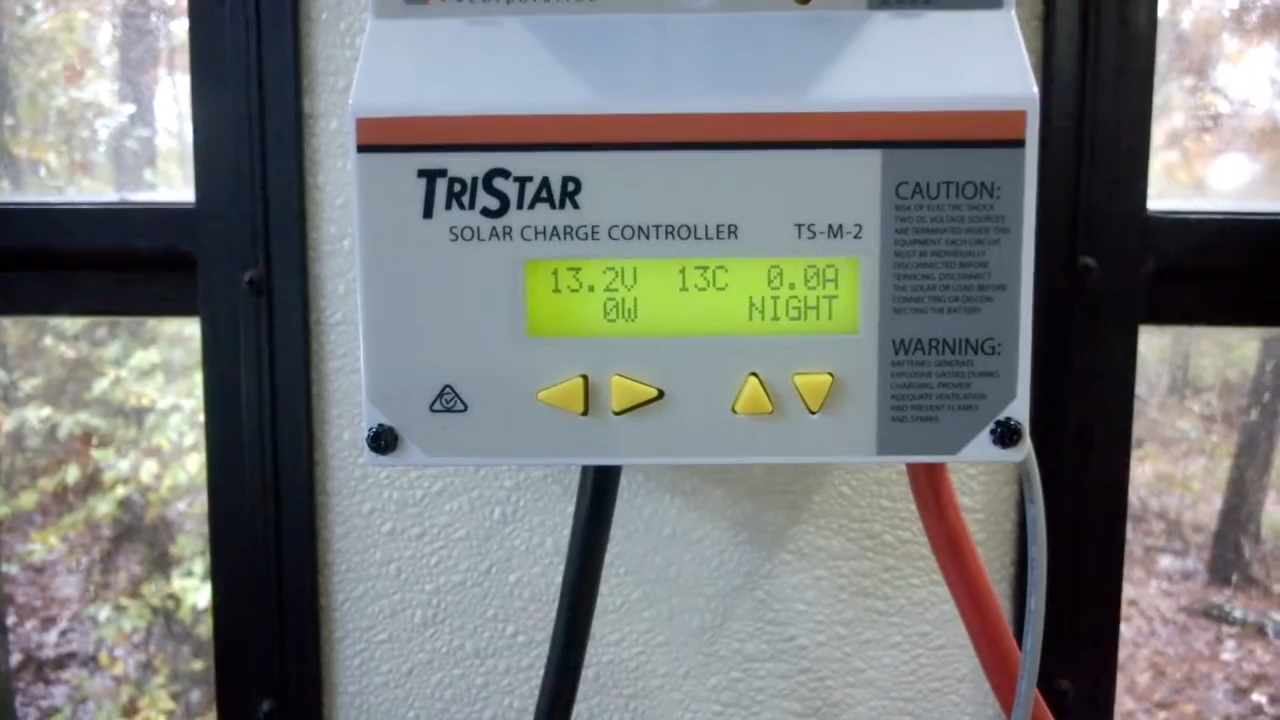 TRISTAR
SOLAR CHARGE CONTROLLER TS-M-2
13.2V 13C 0.0A
0W NIGHT
CAUTION:
RISK OF ELECTRIC SHOCK
TWO DC VOLTAGE SOURCES
ARE TERMINATED INSIDE THIS
EQUIPMENT. EACH CIRCUIT
MUST BE INDIVIDUALLY
DISCONNECTED BEFORE
SERVICING. DISCONNECT
THE SOLAR OR LOAD BEFORE
CONNECTING OR DISCON-
NECTING THE BATTERY
WARNING:
BATTERIES GENERATE
EXPLOSIVE GASSES DURING
CHARGING. PROVIDE
ADEQUATE VENTILATION
AND PREVENT FLAMES
AND SPARKS.